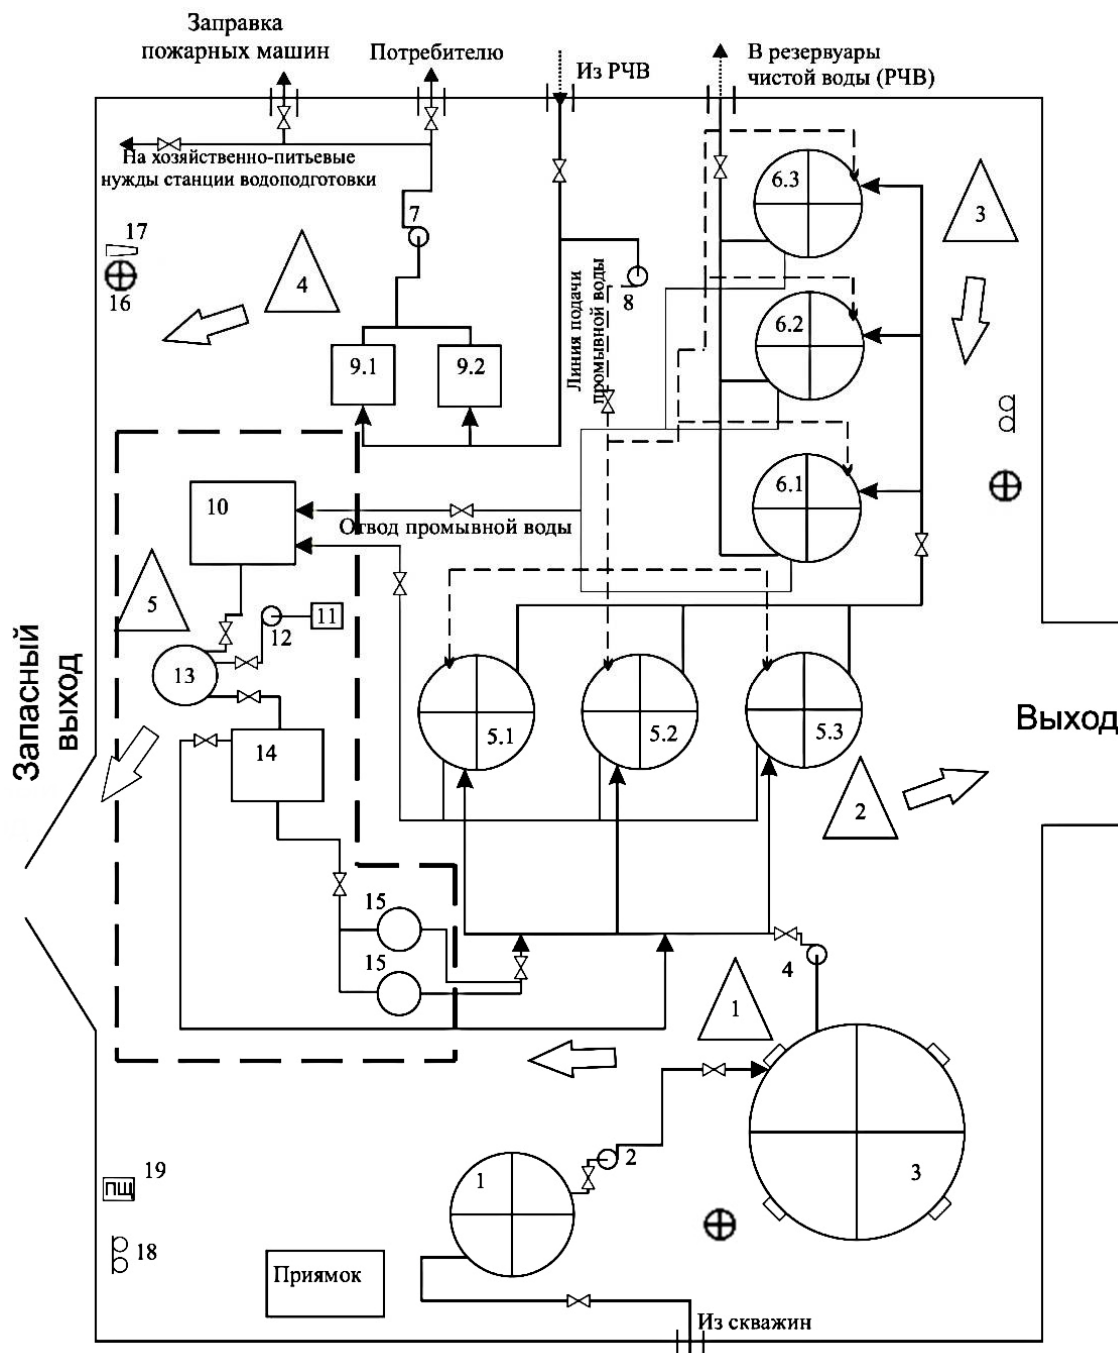 Заправка
пожарных машин
Потребителю
Из РЧВ
В резервуары
чистой воды (РЧВ)
На хозяйственно-питьевые
нужды станции водоподготовки
17
16
4
7
8
Линия подачи
промывной воды
6.3
3
6.2
9.1
9.2
6.1
10
Отвод промывной воды
5
11
12
13
14
5.1
5.2
5.3
2
Запасный
выход
Выход
15
15
4
1
2
3
1
19
ПЩ
18
Приямок
Из скважин